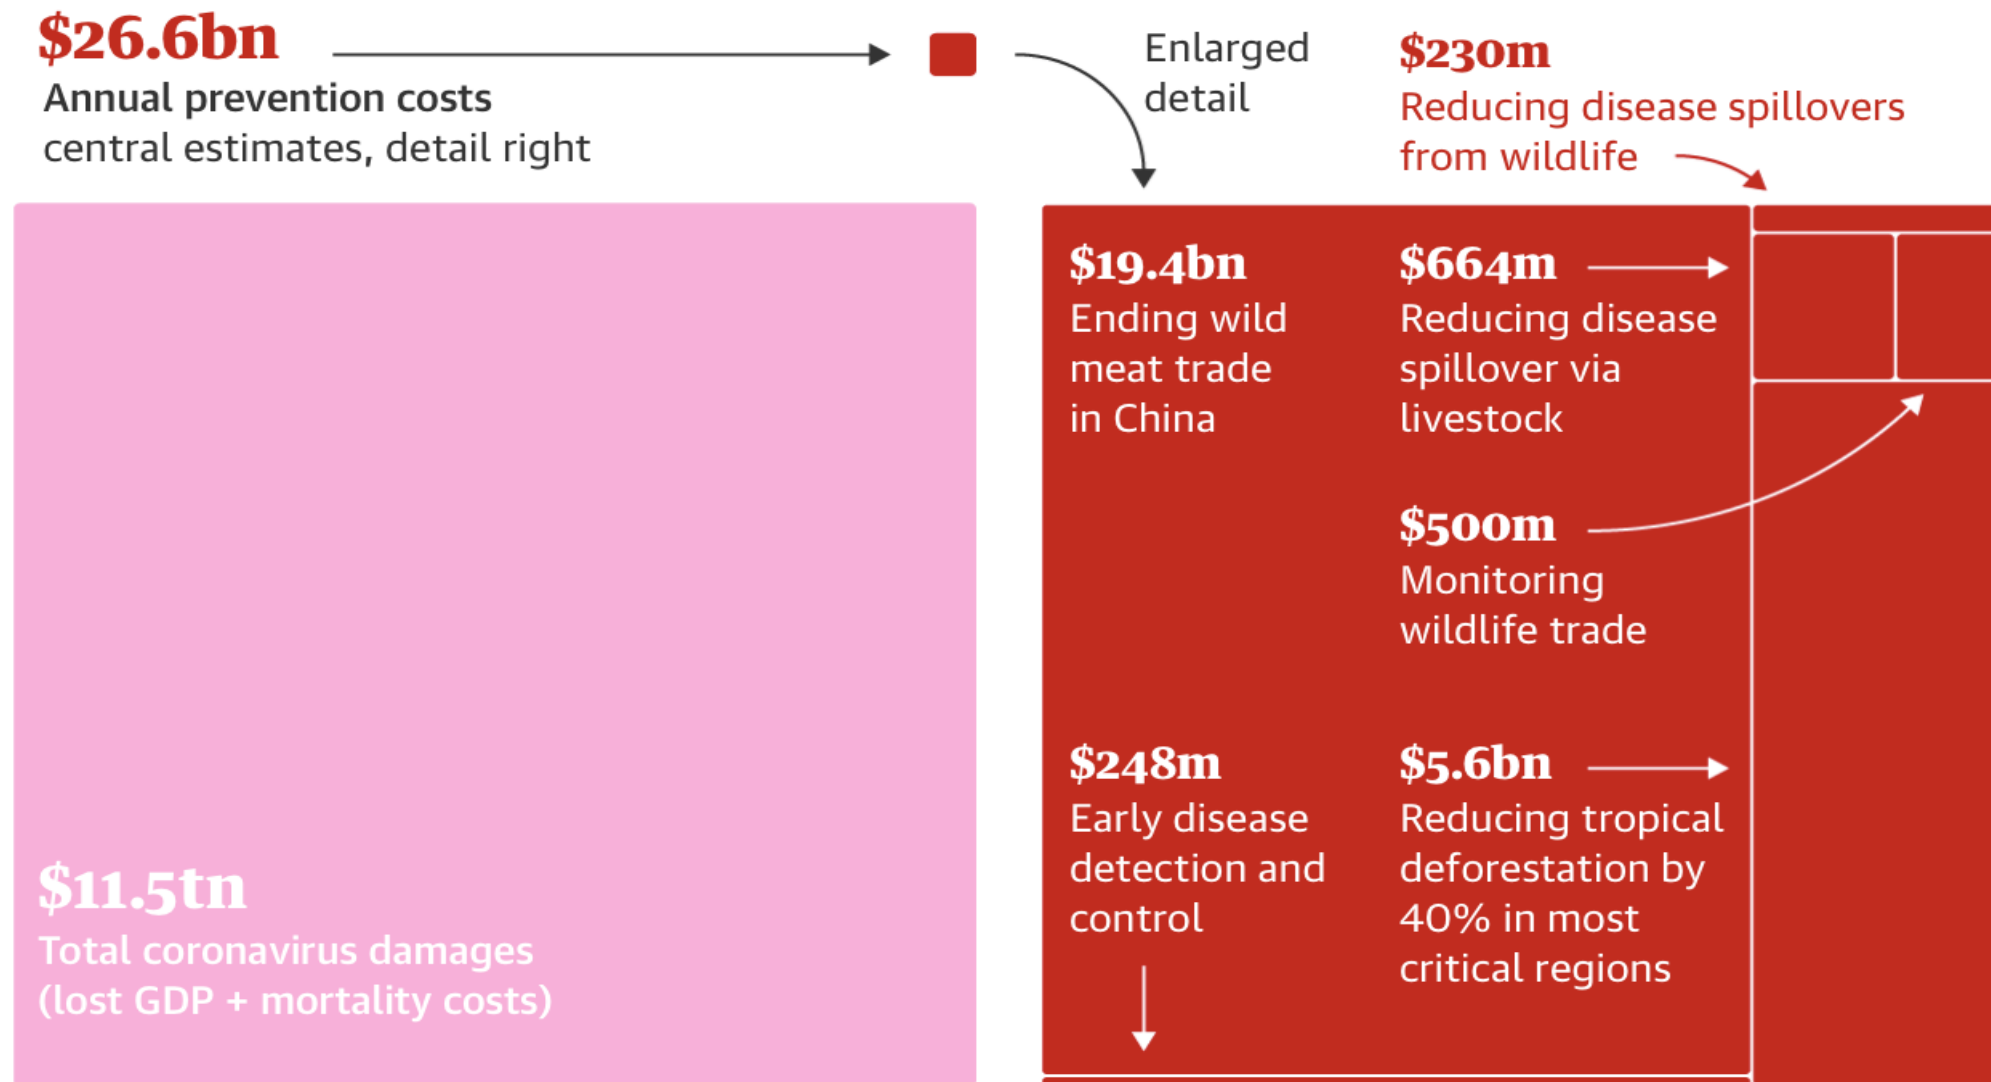 $26.6bn
Annual prevention costs
central estimates, detail right
Enlarged
detail
$230m
Reducing disease spillovers
from wildlife
$11.5tn
Total coronavirus damages
(lost GDP + mortality costs)
$19.4bn
Ending wild
meat trade
in China
$664m
Reducing disease
spillover via
livestock
$500m
Monitoring
wildlife trade
$248m
Early disease
detection and
control
$5.6bn
Reducing tropical
deforestation by
40% in most
critical regions